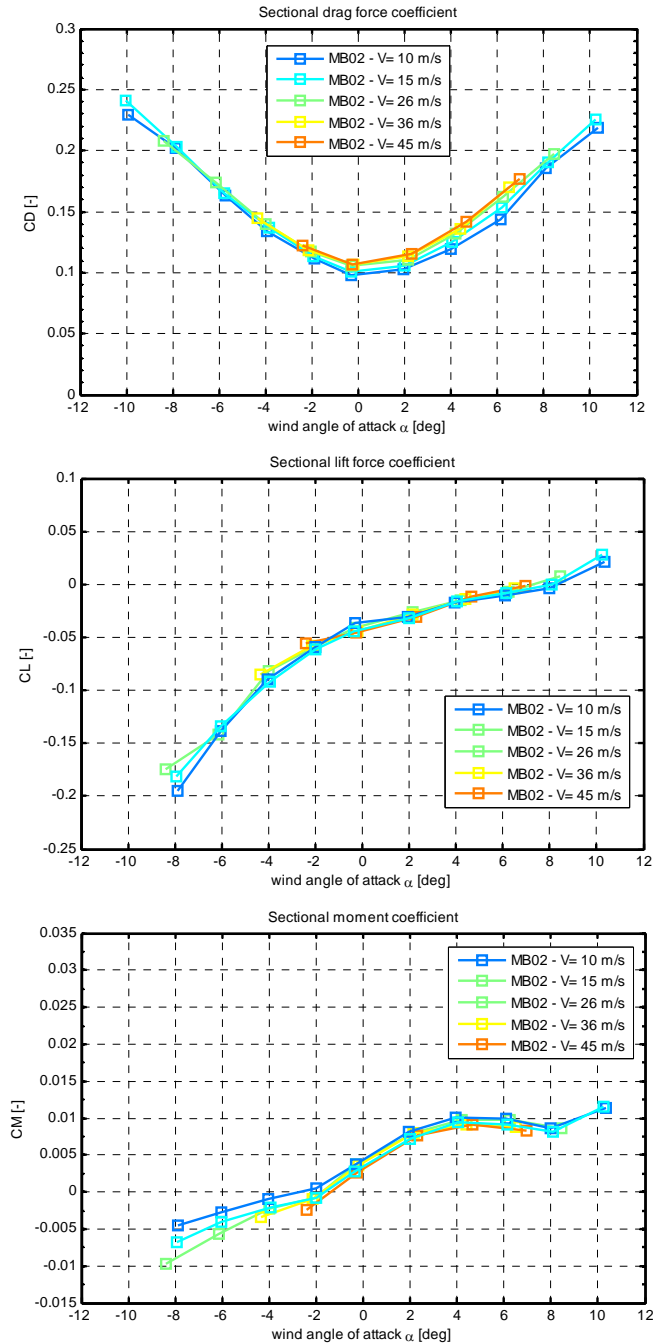 Sectional drag force coefficient
0.3
0.25
0.2
0.15
0.1
0.05
0
CD [-]
MB02 - V= 10 m/s
MB02 - V= 15 m/s
MB02 - V= 26 m/s
MB02 - V= 36 m/s
MB02 - V= 45 m/s
-12 -10 -8 -6 -4 -2 0 2 4 6 8 10 12
wind angle of attack α [deg]
Sectional lift force coefficient
0.1
0.05
0
-0.05
-0.1
-0.15
-0.2
-0.25
CL [-]
MB02 - V= 10 m/s
MB02 - V= 15 m/s
MB02 - V= 26 m/s
MB02 - V= 36 m/s
MB02 - V= 45 m/s
-12 -10 -8 -6 -4 -2 0 2 4 6 8 10 12
wind angle of attack α [deg]
Sectional moment coefficient
0.035
0.03
0.025
0.02
0.015
0.01
0.005
0
-0.005
-0.01
-0.015
CM [-]
MB02 - V= 10 m/s
MB02 - V= 15 m/s
MB02 - V= 26 m/s
MB02 - V= 36 m/s
MB02 - V= 45 m/s
-12 -10 -8 -6 -4 -2 0 2 4 6 8 10 12
wind angle of attack α [deg]